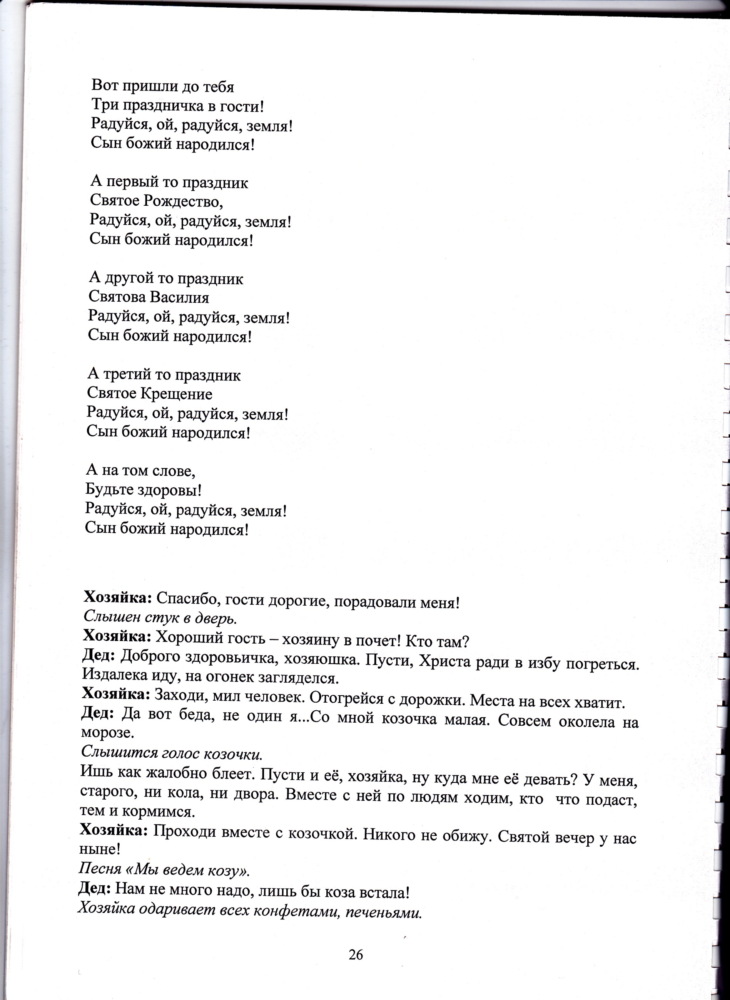 Вот пришли до тебя
Три праздничка в гости!
Радуйся, ой, радуйся, земля!
Сын божий народился!
А первый то праздник
Святое Рождество,
Радуйся, ой, радуйся, земля!
Сын божий народился!
А другой то праздник
Святова Василия
Радуйся, ой, радуйся, земля!
Сын божий народился!
А третий то праздник
Святое Крещение
Радуйся, ой, радуйся, земля!
Сын божий народился!
А на том слове,
Будьте здоровы!
Радуйся, ой, радуйся, земля!
Сын божий народился!
Хозяйка: Спасибо, гости дорогие, порадовали меня!
Слышен стук в дверь.
Хозяйка: Хороший гость – хозяину в почет! Кто там?
Дед: Доброго здоровьичка, хозяюшка. Пусти, Христа ради в избу погреться.
Издалека иду, на огонек загляделся.
Хозяйка: Заходи, мил человек. Отогрейся с дорожки. Места на всех хватит.
Дед: Да вот беда, не один я...Со мной козочка малая. Совсем околела на
морозе.
Слышится голос козочки.
Ишь как жалобно блеет. Пусти и её, хозяйка, ну куда мне её девать? У меня,
старого, ни кола, ни двора. Вместе с ней по людям ходим, кто что подаст,
тем и кормимся.
Хозяйка: Проходи вместе с козочкой. Никого не обижу. Святой вечер у нас
ныне!
Песня «Мы ведем козу».
Дед: Нам не много надо, лишь бы коза встала!
Хозяйка одаривает всех конфетами, печеньями.
26